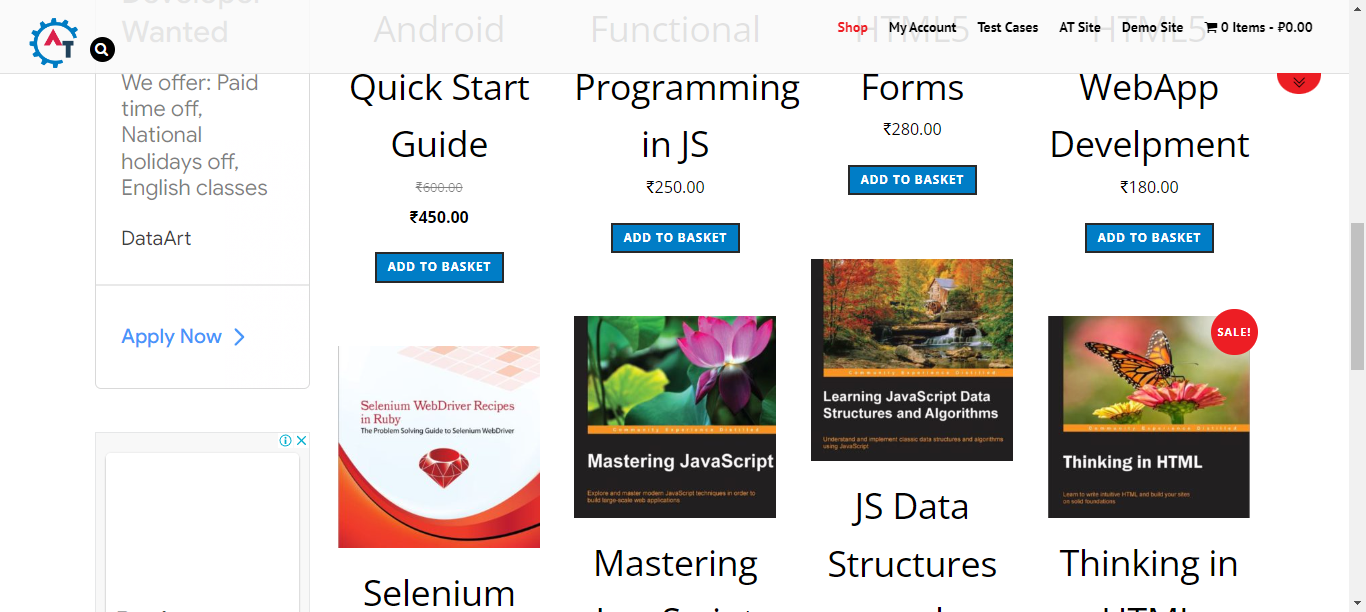 AT
Shop
My Account
Test Cases
AT Site
Demo Site
0 Items - ₽0.00
Developer
Wanted
We offer: Paid
time off,
National
holidays off,
English classes
DataArt
Apply Now
Android
Quick Start
Guide
₹600.00
₹450.00
ADD TO BASKET
Functional
Programming
in JS
₹250.00
ADD TO BASKET
HTML5
Forms
₹280.00
ADD TO BASKET
HTML5
WebApp
Develpment
₹180.00
ADD TO BASKET
Selenium WebDriver Recipes
in Ruby
The Problem Solving Guide to Selenium WebDriver
Selenium
Community Experience Distilled
Mastering JavaScript
Explore and master modern JavaScript techniques in order to
build large-scale web applications
Mastering
JavaScript
Community Experience Distilled
Learning JavaScript Data
Structures and Algorithms
Understand and implement classic data structures and algorithms
using JavaScript
JS Data
Structures
SALE!
Community Experience Distilled
Thinking in HTML
Learn to write intuitive HTML and build your sites
on solid foundations
Thinking in
HTML